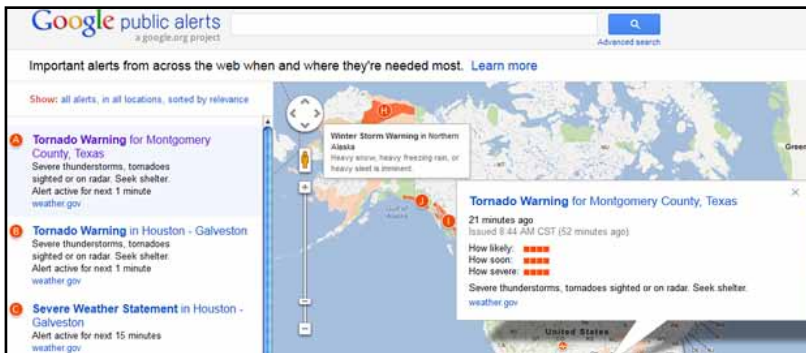 Google public alerts
a google.org project
Advanced search
Important alerts from across the web when and where they're needed most. Learn more
Show: all alerts, in all locations, sorted by relevance
A Tornado Warning for Montgomery
County, Texas
Severe thunderstorms, tornadoes
sighted or on radar. Seek shelter.
Alert active for next 1 minute
weather.gov
B Tornado Warning in Houston - Galveston
Severe thunderstorms, tornadoes
sighted or on radar. Seek shelter.
Alert active for next 1 minute
weather.gov
C Severe Weather Statement in Houston -
Galveston
Alert active for next 15 minutes
weather.gov
H
Winter Storm Warning in Northern
Alaska
Heavy snow, heavy freezing rain, or
heavy sleet is imminent.
Gulf of
Alaska
J
I
NU
Green
Tornado Warning for Montgomery County, Texas
21 minutes ago
Issued 8:44 AM CST (52 minutes ago)
How likely:
How soon:
How severe:
Severe thunderstorms, tornadoes sighted or on radar. Seek shelter.
weather.gov
United States